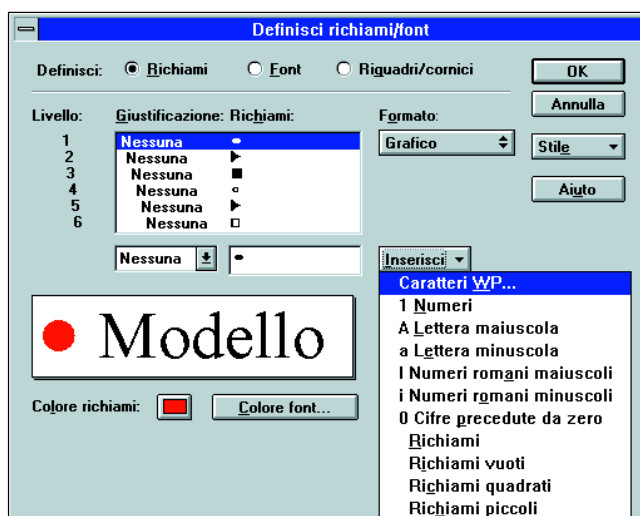 Definisci richiami/font
Definisci: Richiami Font Riquadri/cornici
OK
Annulla
Livello: Giustificazione: Richiami: Formato:
Grafico
Stile
Aiuto
1 Nessuna
2 Nessuna
3 Nessuna
4 Nessuna
5 Nessuna
6 Nessuna
Nessuna
Inserisci
Caratteri WP...
1 Numeri
A Lettera maiuscola
a Lettera minuscola
I Numeri romani maiuscoli
i Numeri romani minuscoli
0 Cifre precedute da zero
Richiami
Richiami vuoti
Richiami quadrati
Richiami piccoli
Modello
Colore richiami: Colore font...